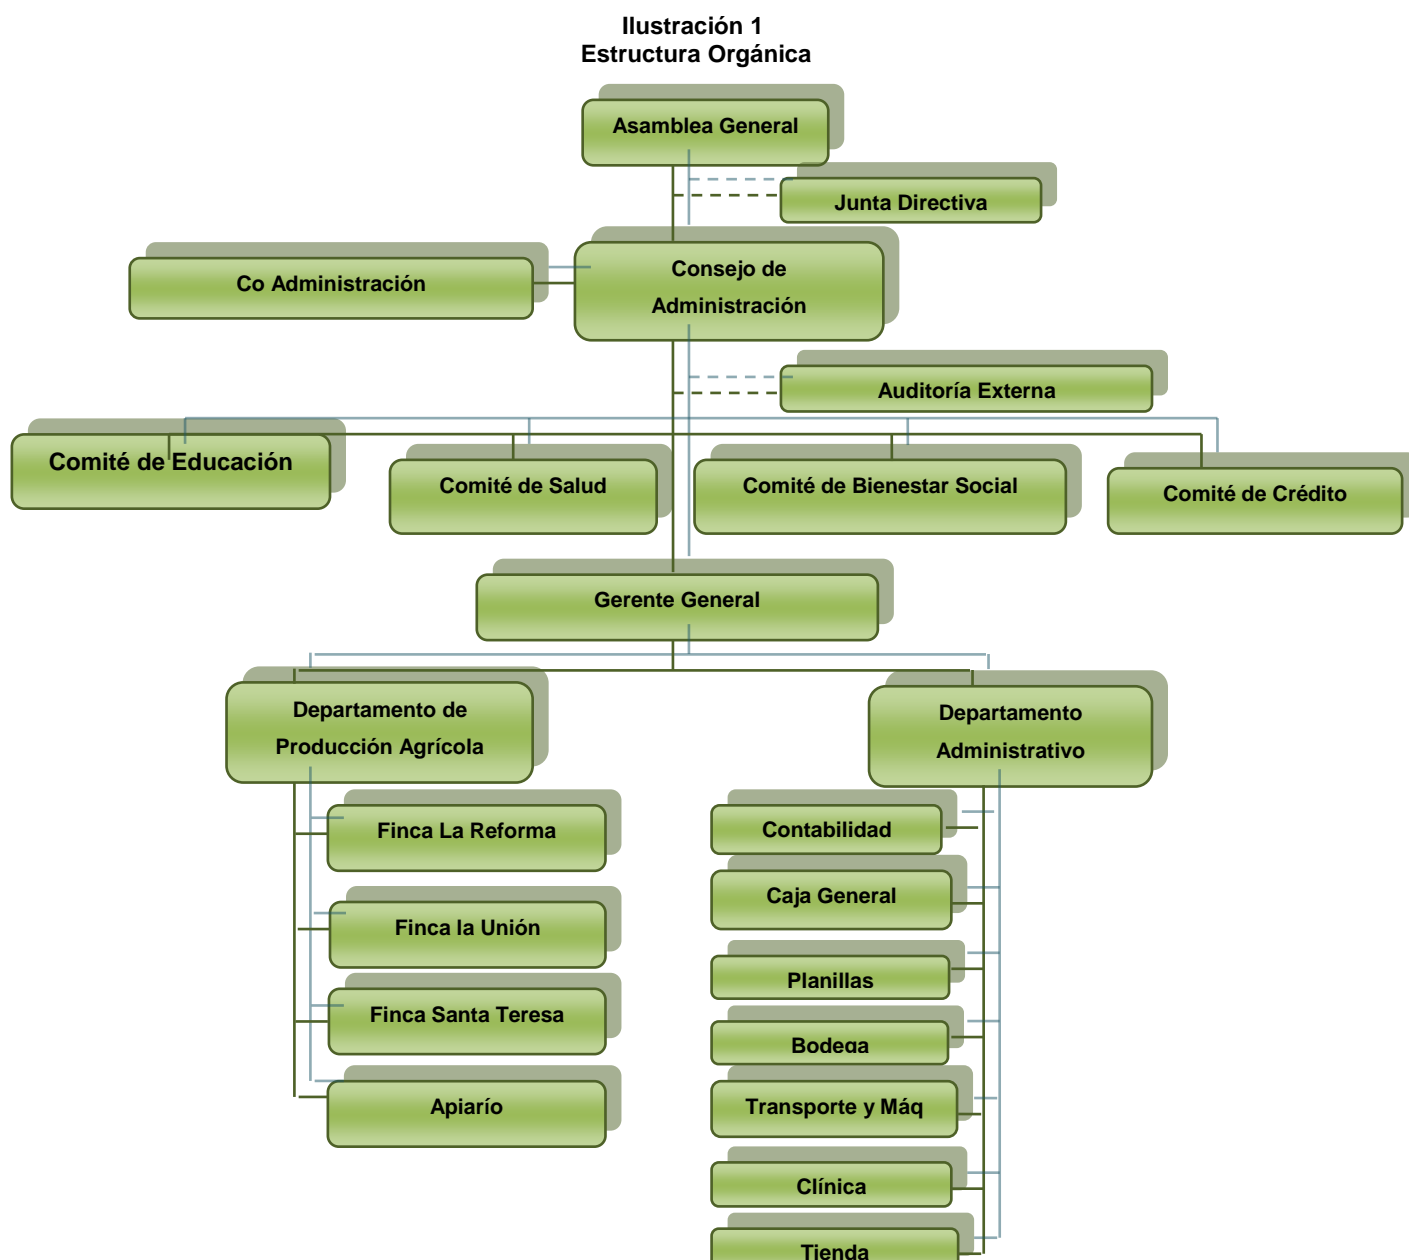 Ilustración 1
Estructura Orgánica
Asamblea General
Junta Directiva
Co Administración
Consejo de
Administración
Auditoría Externa
Comité de Educación
Comité de Salud
Comité de Bienestar Social
Comité de Crédito
Gerente General
Departamento de
Producción Agrícola
Departamento
Administrativo
Finca La Reforma
Finca la Unión
Finca Santa Teresa
Apiarío
Contabilidad
Caja General
Planillas
Bodega
Transporte y Máq
Clínica
Tienda